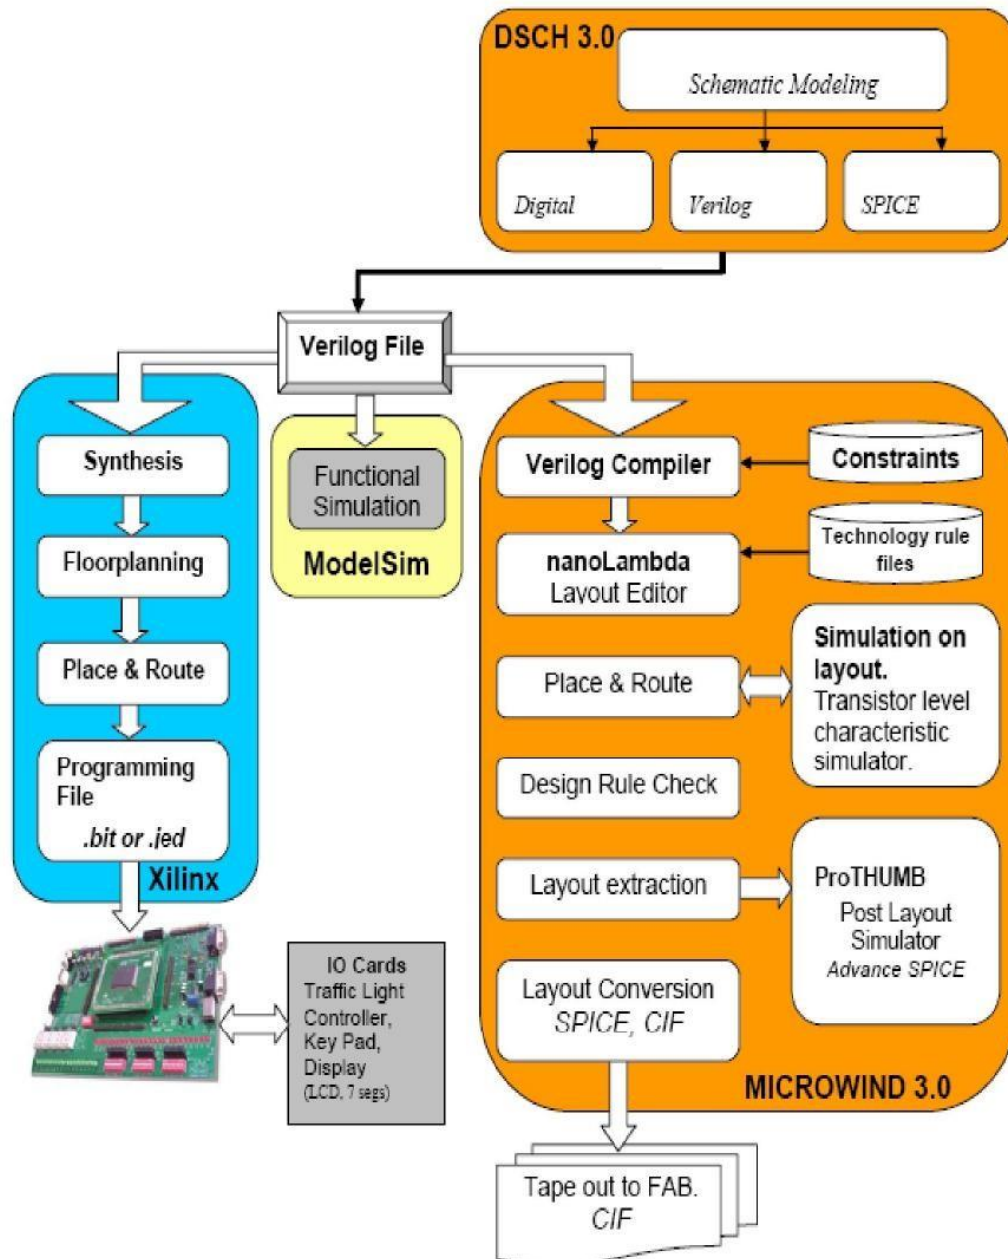 DSCH 3.0
Schematic Modeling
Digital
Verilog
SPICE
Verilog File
Synthesis
Floorplanning
Place & Route
Programming
File
.bit or .jed
Xilinx
Functional
Simulation
ModelSim
Verilog Compiler
Constraints
nanoLambda
Layout Editor
Technology rule
files
Place & Route
Simulation on
layout.
Transistor level
characteristic
simulator.
Design Rule Check
Layout extraction
ProTHUMB
Post Layout
Simulator
Advance SPICE
Layout Conversion
SPICE, CIF
MICROWIND 3.0
IO Cards
Traffic Light
Controller,
Key Pad,
Display
(LCD, 7 segs)
Tape out to FAB.
CIF